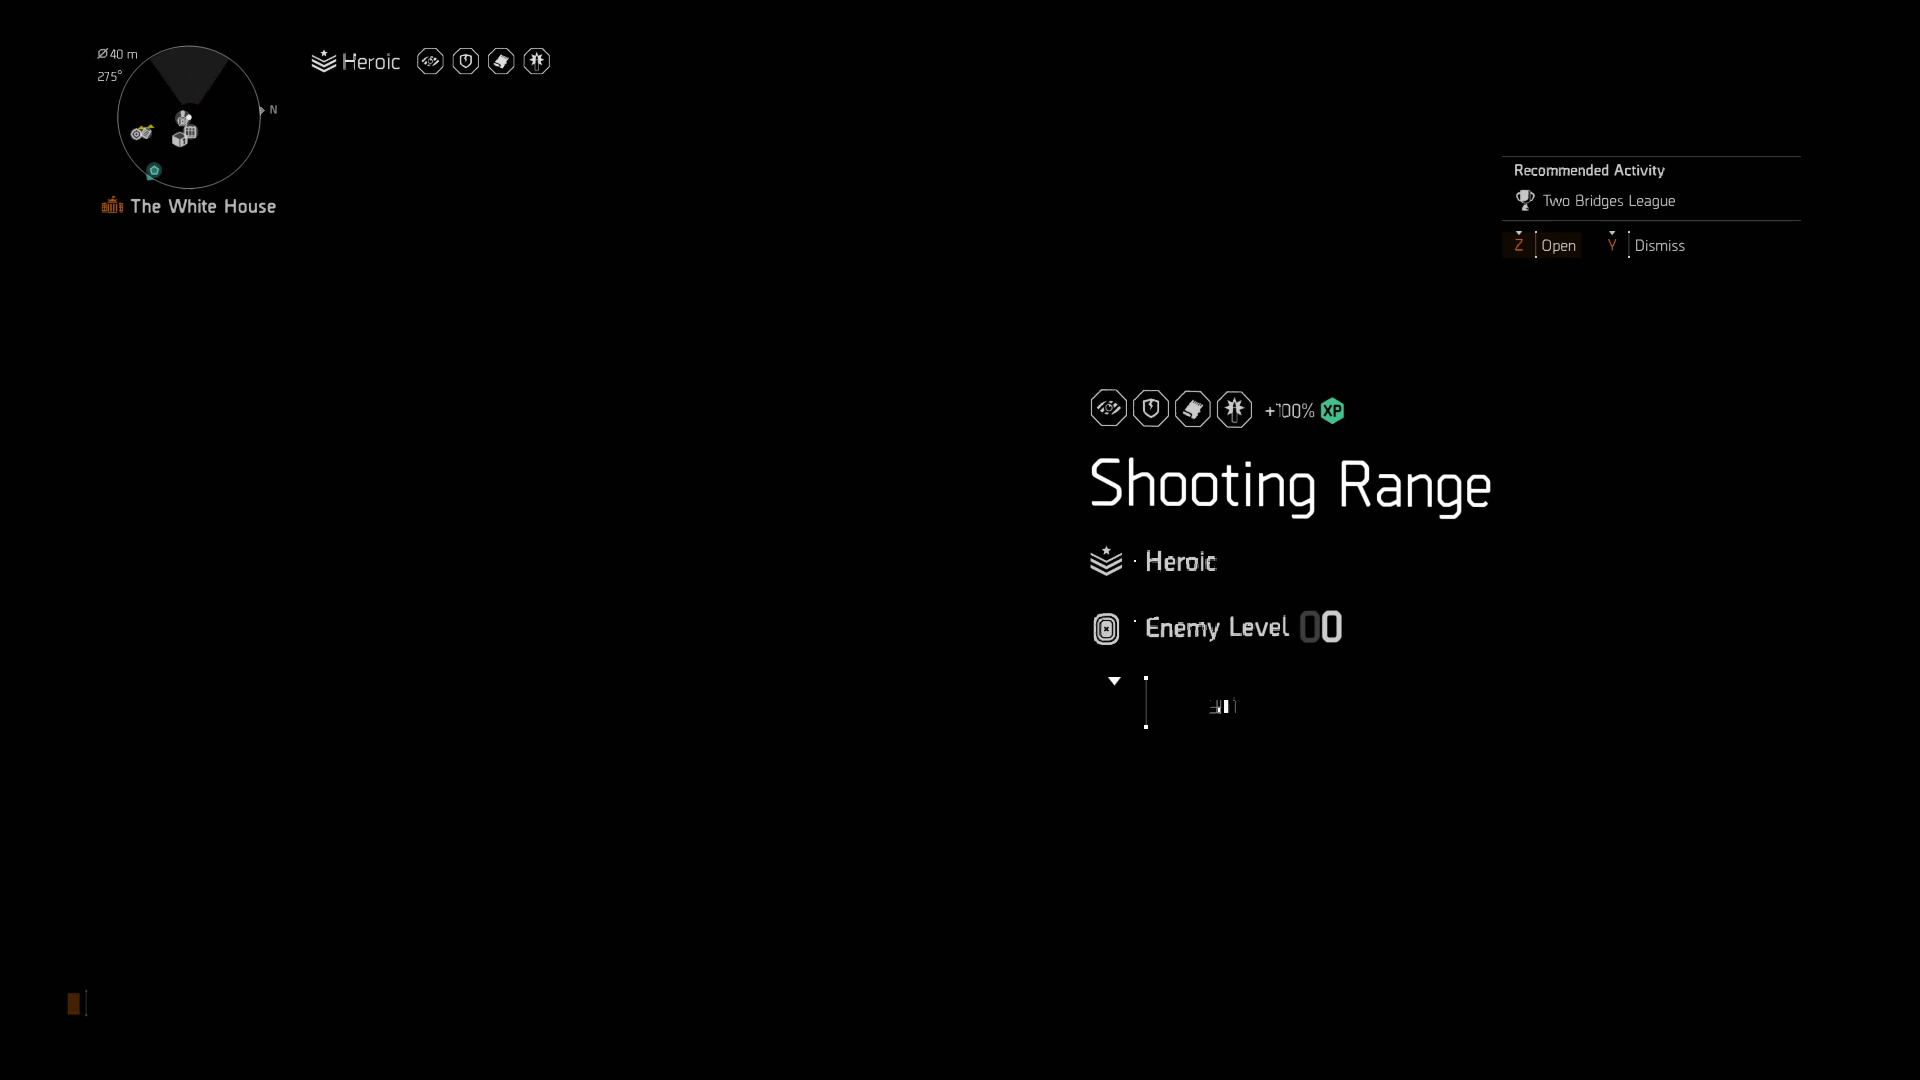 Ø 40 m
275°
N
The White House
Heroic
Recommended Activity
Two Bridges League
Z Open Y Dismiss
+100% XP
Shooting Range
Heroic
Enemy Level 00